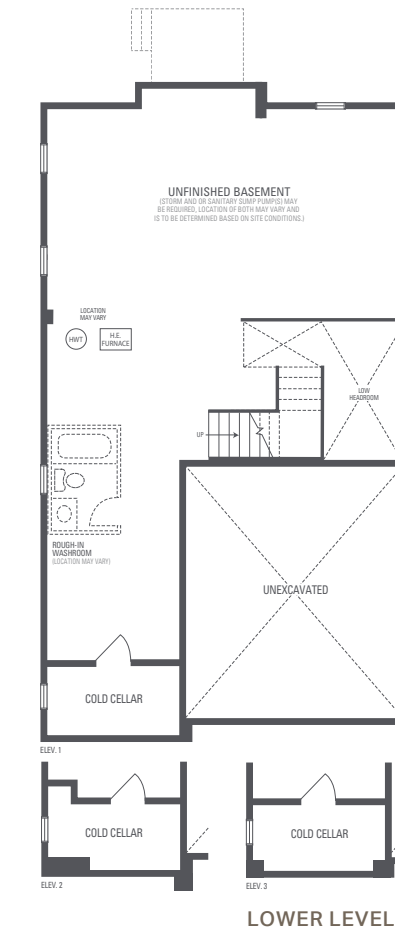 UNFINISHED BASEMENT
(STORM AND OR SANITARY SUMP PUMP(S) MAY
BE REQUIRED, LOCATION OF BOTH MAY VARY AND
IS TO BE DETERMINED BASED ON SITE CONDITIONS.)
LOCATION
MAY VARY
HWT
H.E.
FURNACE
LOW
HEADROOM
UP
ROUGH-IN
WASHROOM
(LOCATION MAY VARY)
UNEXCAVATED
COLD CELLAR
ELEV. 1
COLD CELLAR
ELEV. 2
COLD CELLAR
ELEV. 3
LOWER LEVEL